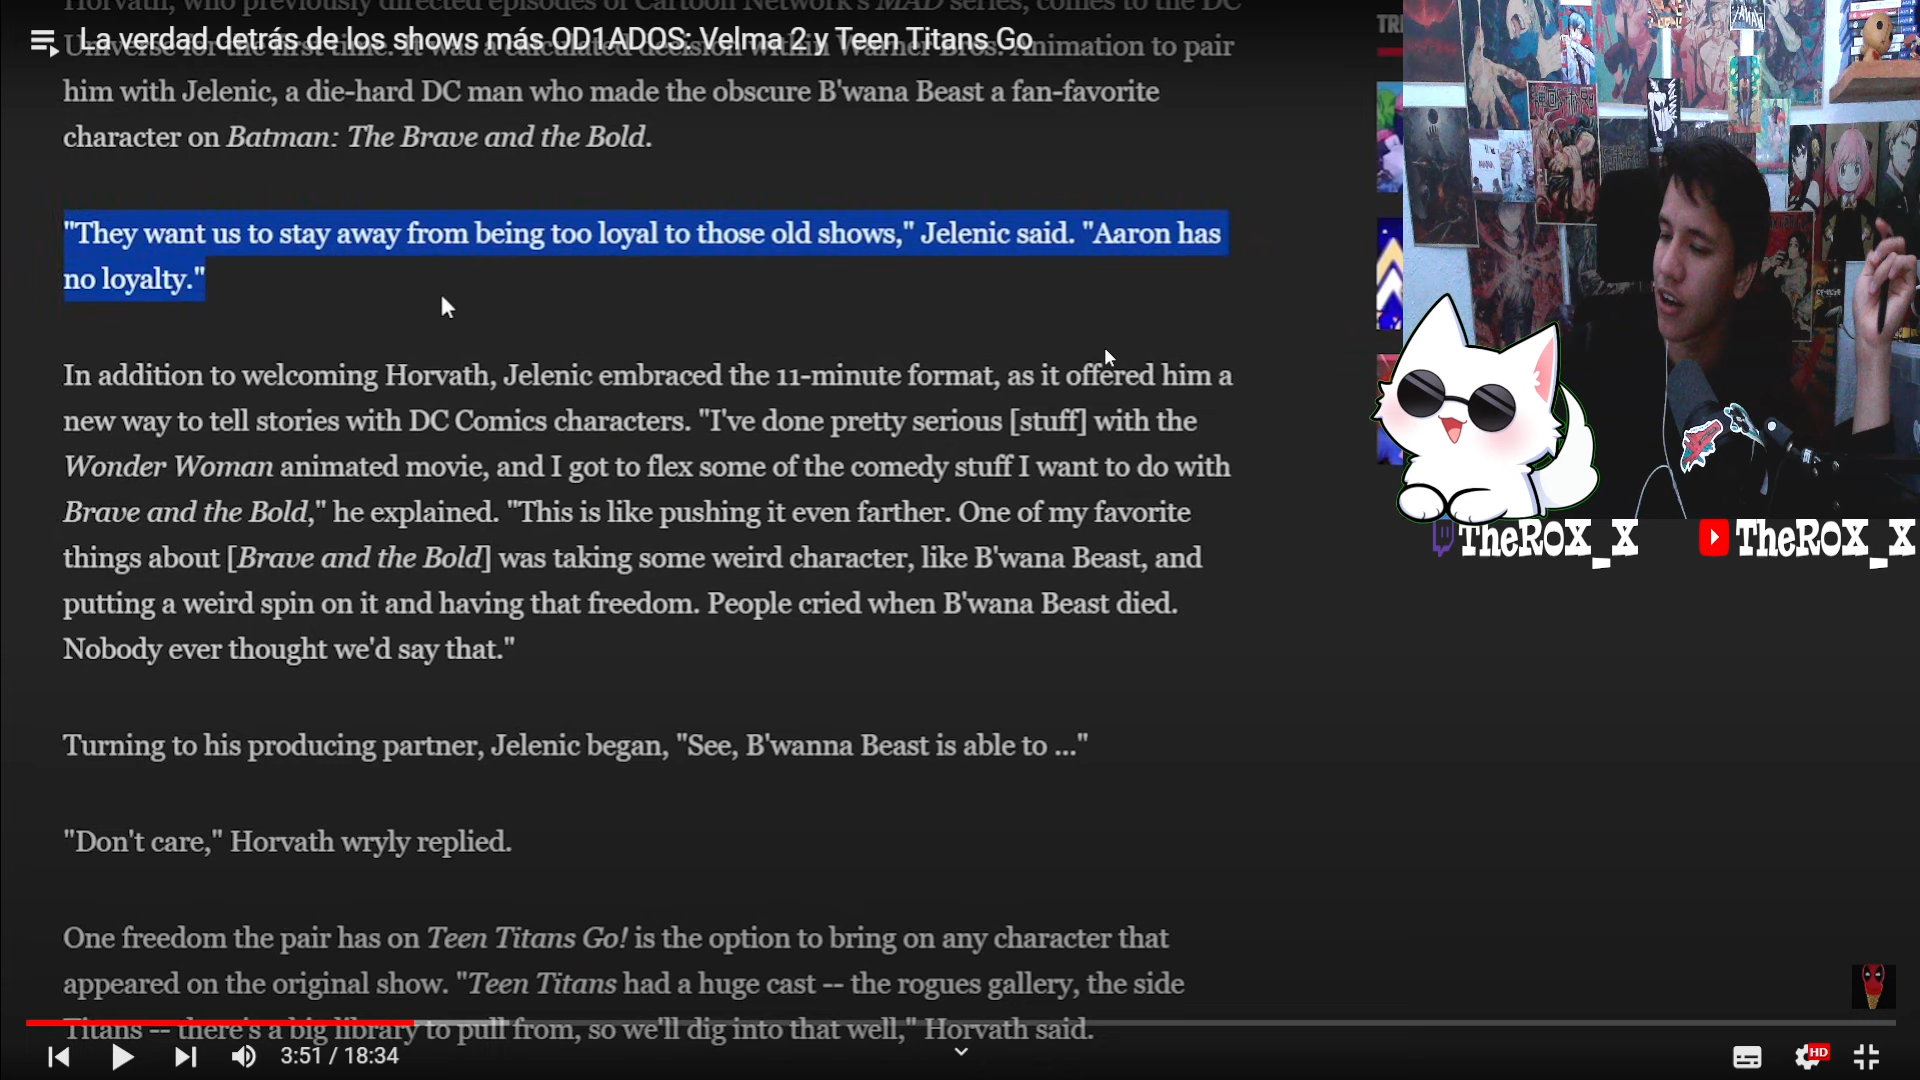 Horvath, who previously directed episodes of Cartoon Network's MAD series, comes to the DC
La verdad detrás de los shows más OD1ADOS: Velma 2 y Teen Titans Go
Universe for the first time. It was a calculated decision within Warner Bros. Animation to pair
him with Jelenic, a die-hard DC man who made the obscure B'wana Beast a fan-favorite
character on Batman: The Brave and the Bold.
"They want us to stay away from being too loyal to those old shows," Jelenic said. "Aaron has
no loyalty."
In addition to welcoming Horvath, Jelenic embraced the 11-minute format, as it offered him a
new way to tell stories with DC Comics characters. "I've done pretty serious [stuff] with the
Wonder Woman animated movie, and I got to flex some of the comedy stuff I want to do with
Brave and the Bold," he explained. "This is like pushing it even farther. One of my favorite
things about [Brave and the Bold] was taking some weird character, like B'wana Beast, and
putting a weird spin on it and having that freedom. People cried when B'wana Beast died.
Nobody ever thought we'd say that."
Turning to his producing partner, Jelenic began, "See, B'wanna Beast is able to ..."
"Don't care," Horvath wryly replied.
One freedom the pair has on Teen Titans Go! is the option to bring on any character that
appeared on the original show. "Teen Titans had a huge cast -- the rogues gallery, the side
Titans -- there's a big library to pull from, so we'll dig into that well," Horvath said.
TheROX_X
TheROX_X
3:51 / 18:34
HD